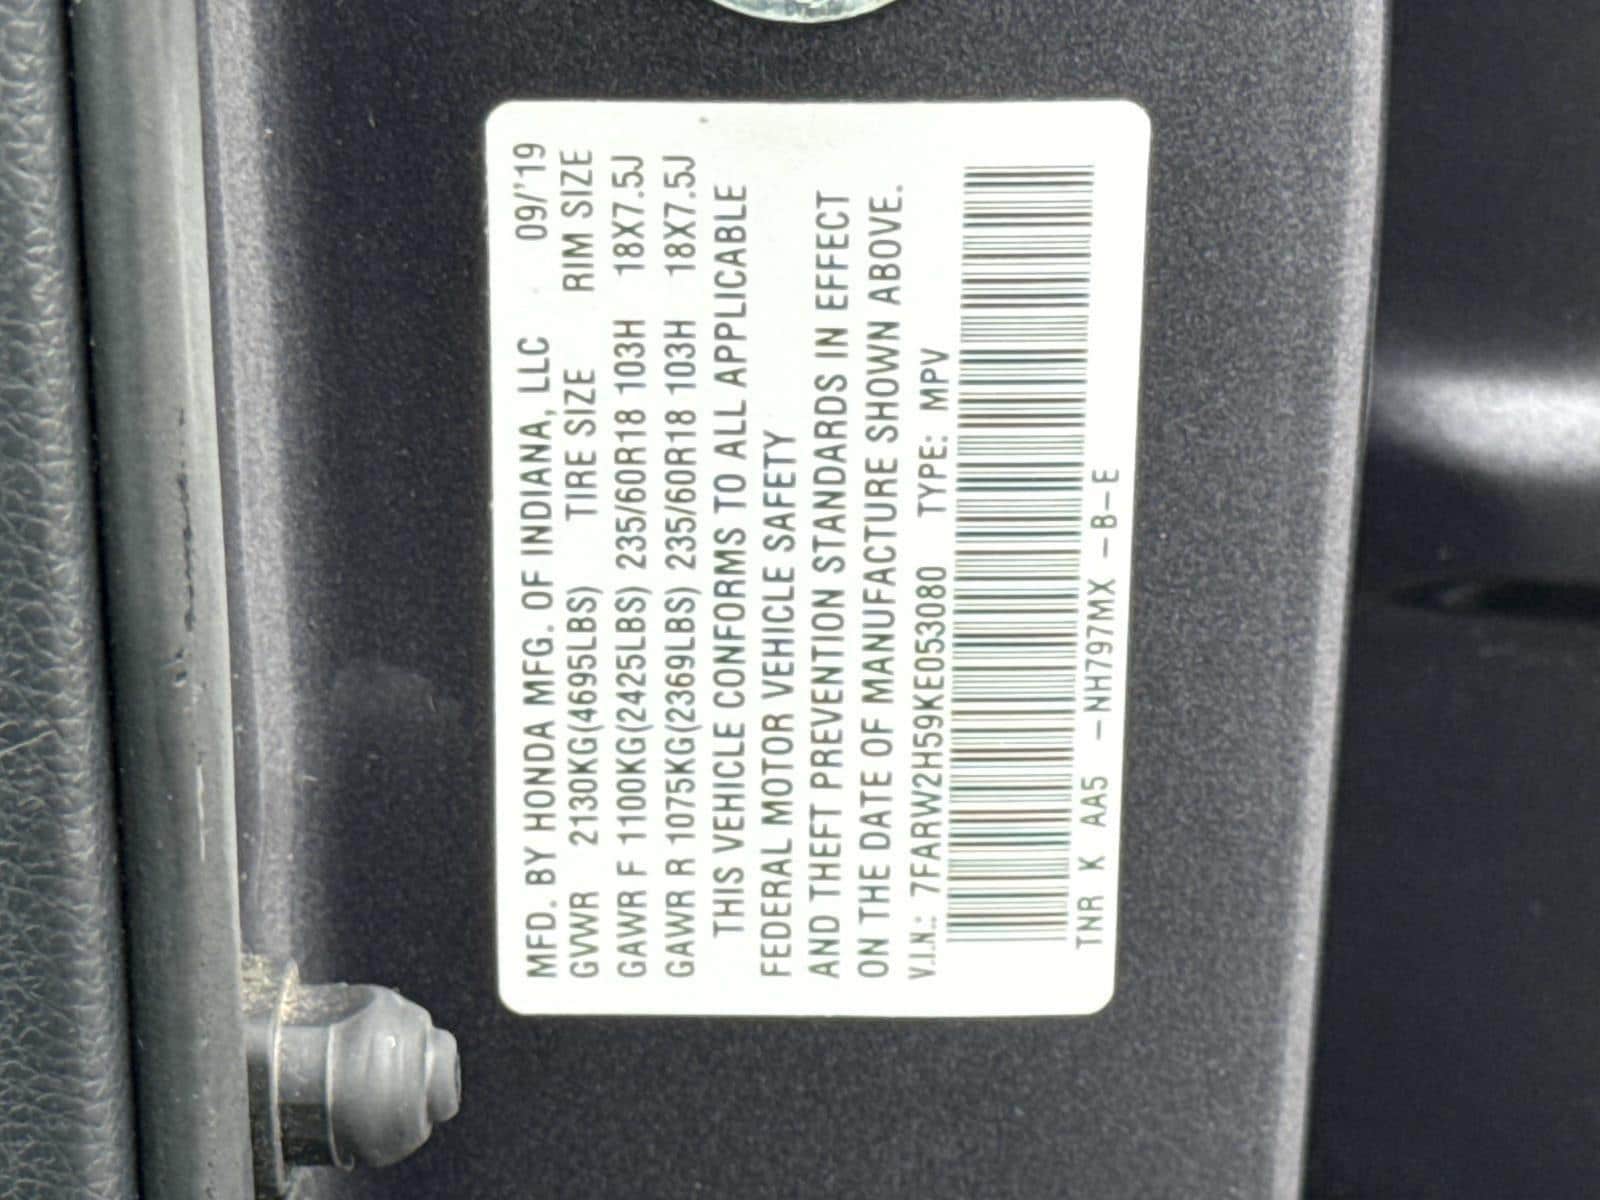 MFD. BY HONDA MFG. OF INDIANA, LLC 09/'19
GVWR 2130KG(4695LBS) TIRE SIZE RIM SIZE
GAWR F 1100KG(2425LBS) 235/60R18 103H 18X7.5J
GAWR R 1075KG(2369LBS) 235/60R18 103H 18X7.5J
THIS VEHICLE CONFORMS TO ALL APPLICABLE
FEDERAL MOTOR VEHICLE SAFETY
AND THEFT PREVENTION STANDARDS IN EFFECT
ON THE DATE OF MANUFACTURE SHOWN ABOVE.
V.I.N.: 7FARW2H59KE053080 TYPE: MPV
TNR K AA5 -NH797MX -B-E